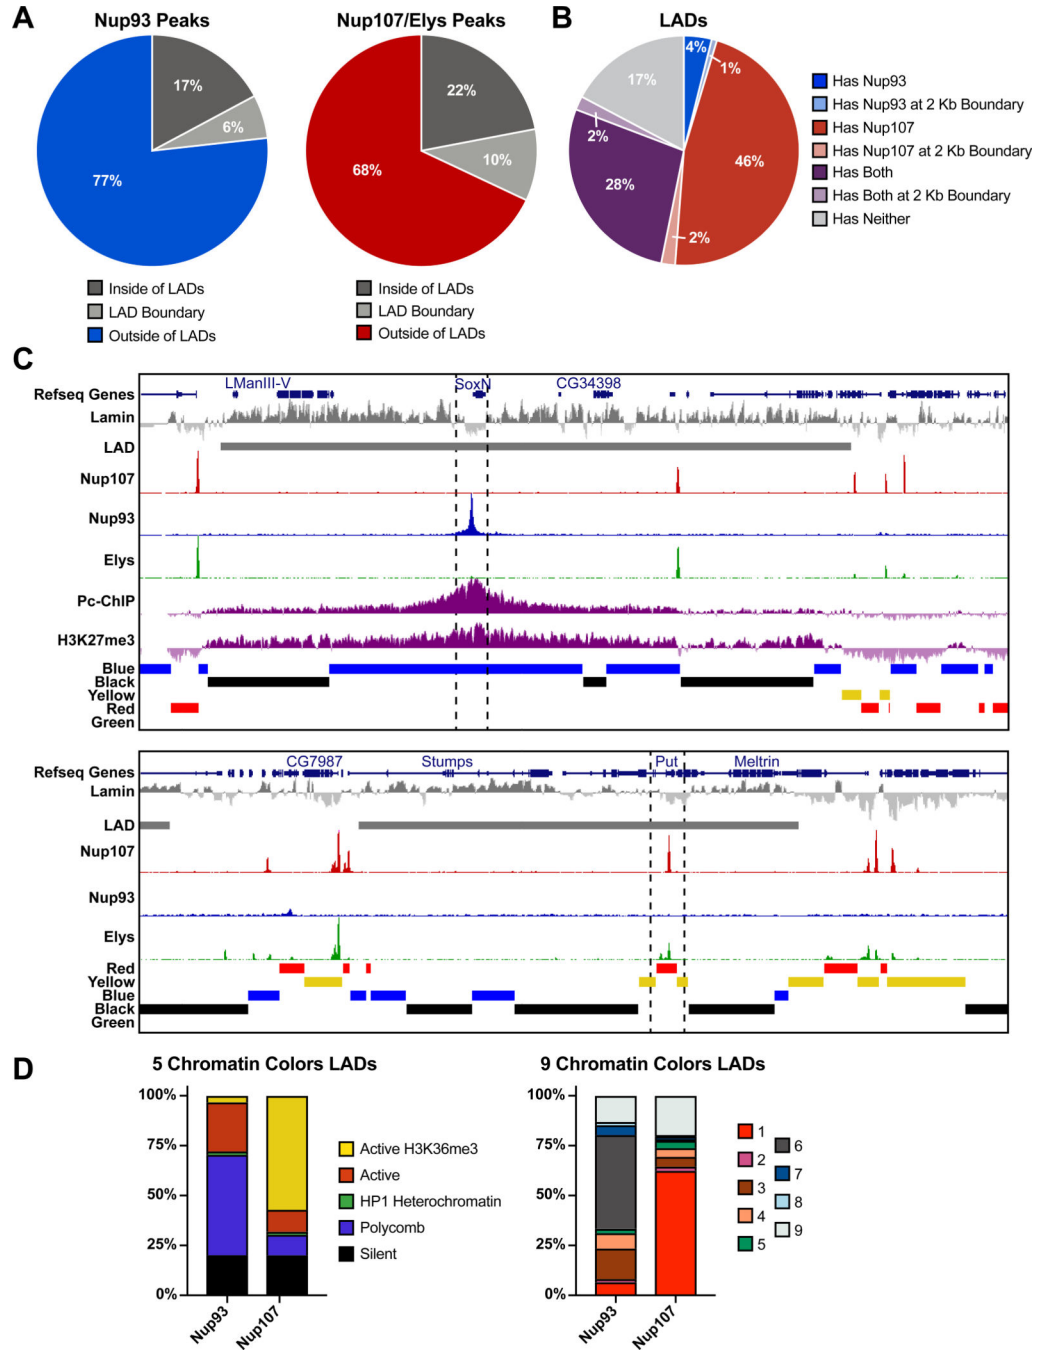 A
Nup93 Peaks
17%
6%
77%
Inside of LADs
LAD Boundary
Outside of LADs
Nup107/Elys Peaks
22%
10%
68%
Inside of LADs
LAD Boundary
Outside of LADs
B
LADs
4%
1%
17%
46%
2%
28%
2%
Has Nup93
Has Nup93 at 2 Kb Boundary
Has Nup107
Has Nup107 at 2 Kb Boundary
Has Both
Has Both at 2 Kb Boundary
Has Neither
C
LManIII-V
SoxN
CG34398
Refseq Genes
Lamin
LAD
Nup107
Nup93
Elys
Pc-ChIP
H3K27me3
Blue
Black
Yellow
Red
Green
CG7987
Stumps
Put
Meltrin
Refseq Genes
Lamin
LAD
Nup107
Nup93
Elys
Red
Yellow
Blue
Black
Green
D
5 Chromatin Colors LADs
100%
75%
50%
25%
0%
Nup93
Nup107
Active H3K36me3
Active
HP1 Heterochromatin
Polycomb
Silent
9 Chromatin Colors LADs
100%
75%
50%
25%
0%
Nup93
Nup107
1
2
3
4
5
6
7
8
9